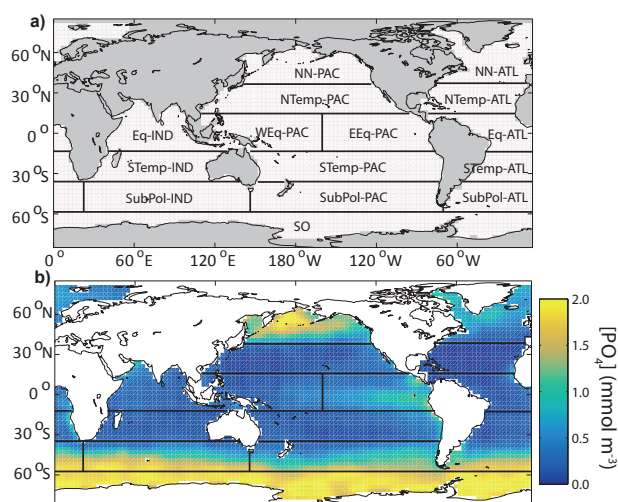 a)
60 °N
30 °N
0 °
30 °S
60 °S
NN-PAC
NN-ATL
NTemp-PAC
NTemp-ATL
Eq-IND
WEq-PAC
EEq-PAC
Eq-ATL
STemp-IND
STemp-PAC
STemp-ATL
SubPol-IND
SubPol-PAC
SubPol-ATL
SO
0°
60°E
120°E
180°W
120°W
60°W
b)
60 °N
30 °N
0 °
30 °S
60 °S
2.0
1.5
1.0
0.5
0.0
[PO4] (mmol m-3)